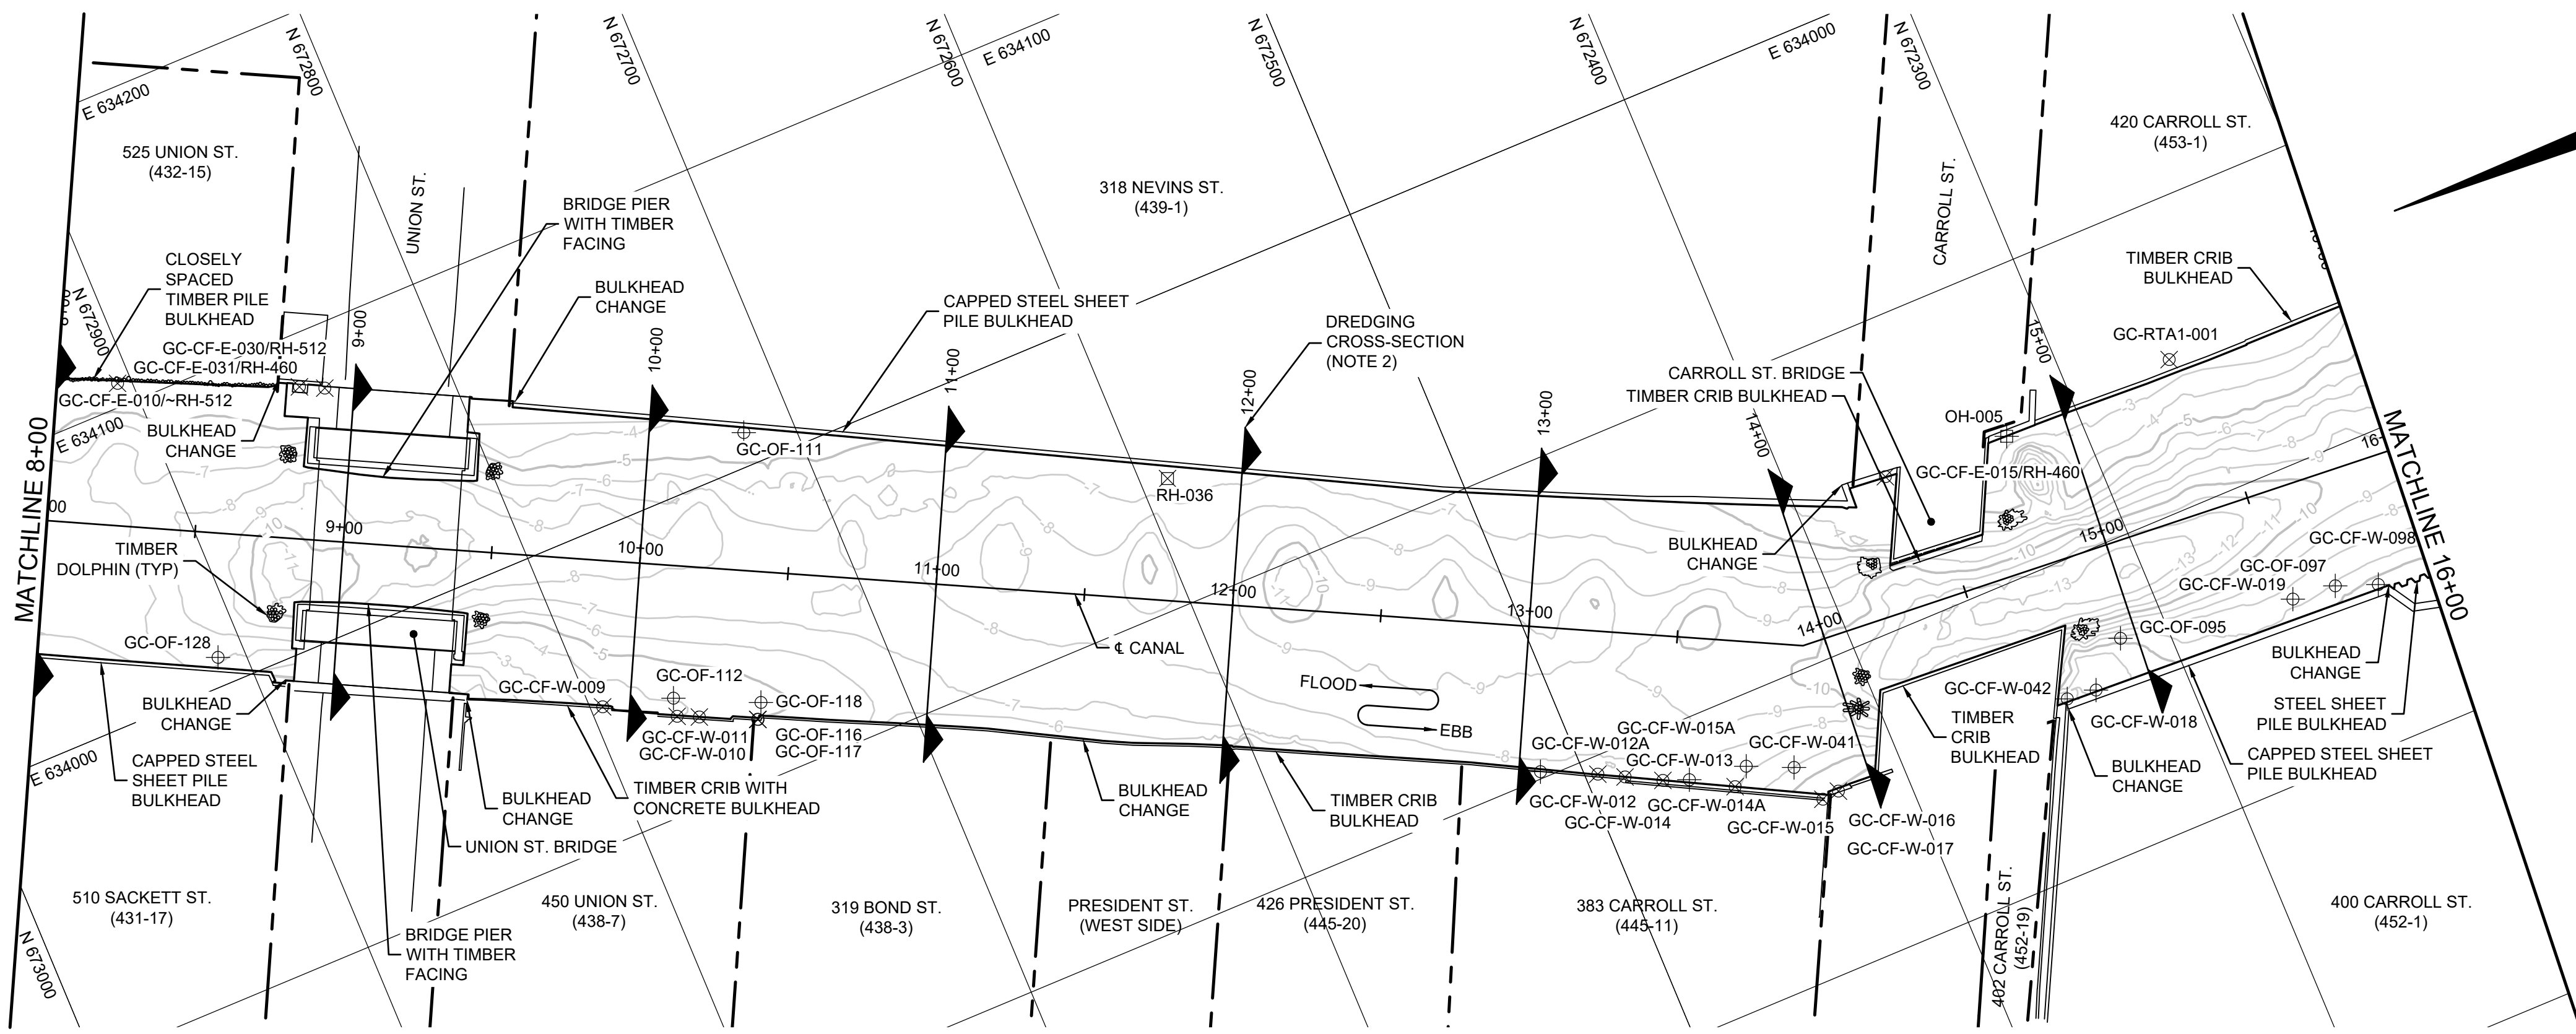 N 672800
N 672700
N 672600
E 634100
N 672500
N 672400
E 634000
N 672300
E 634200
525 UNION ST.
(432-15)
UNION ST.
BRIDGE PIER
WITH TIMBER
FACING
318 NEVINS ST.
(439-1)
CARROLL ST.
420 CARROLL ST.
(453-1)
CLOSELY
SPACED
TIMBER PILE
BULKHEAD
N 672900
GC-CF-E-030/RH-512
GC-CF-E-031/RH-460
GC-CF-E-010/~RH-512
E 634100
BULKHEAD
CHANGE
9+00
BULKHEAD
CHANGE
10+00
CAPPED STEEL SHEET
PILE BULKHEAD
11+00
DREDGING
CROSS-SECTION
(NOTE 2)
12+00
13+00
CARROLL ST. BRIDGE
TIMBER CRIB BULKHEAD
14+00
15+00
TIMBER CRIB
BULKHEAD
GC-RTA1-001
OH-005
GC-CF-E-015/RH-460
GC-OF-111
RH-036
MATCHLINE 8+00
MATCHLINE 16+00
00
9+00
10+00
11+00
12+00
13+00
14+00
15+00
16-
TIMBER
DOLPHIN (TYP)
BULKHEAD
CHANGE
℄ CANAL
FLOOD
EBB
GC-CF-W-098
GC-OF-097
GC-CF-W-019
GC-OF-095
GC-OF-128
BULKHEAD
CHANGE
CAPPED STEEL
SHEET PILE
BULKHEAD
E 634000
GC-CF-W-009
GC-OF-112
GC-OF-118
GC-CF-W-011
GC-CF-W-010
GC-OF-116
GC-OF-117
BULKHEAD
CHANGE
TIMBER CRIB WITH
CONCRETE BULKHEAD
UNION ST. BRIDGE
BRIDGE PIER
WITH TIMBER
FACING
BULKHEAD
CHANGE
TIMBER CRIB
BULKHEAD
GC-CF-W-015A
GC-CF-W-012A
GC-CF-W-013
GC-CF-W-041
GC-CF-W-012
GC-CF-W-014A
GC-CF-W-014
GC-CF-W-015
GC-CF-W-016
GC-CF-W-017
GC-CF-W-042
TIMBER
CRIB
BULKHEAD
GC-CF-W-018
BULKHEAD
CHANGE
BULKHEAD
CHANGE
STEEL SHEET
PILE BULKHEAD
CAPPED STEEL SHEET
PILE BULKHEAD
510 SACKETT ST.
(431-17)
450 UNION ST.
(438-7)
319 BOND ST.
(438-3)
PRESIDENT ST.
(WEST SIDE)
426 PRESIDENT ST.
(445-20)
383 CARROLL ST.
(445-11)
402 CARROLL ST.
(452-19)
400 CARROLL ST.
(452-1)
N 673000